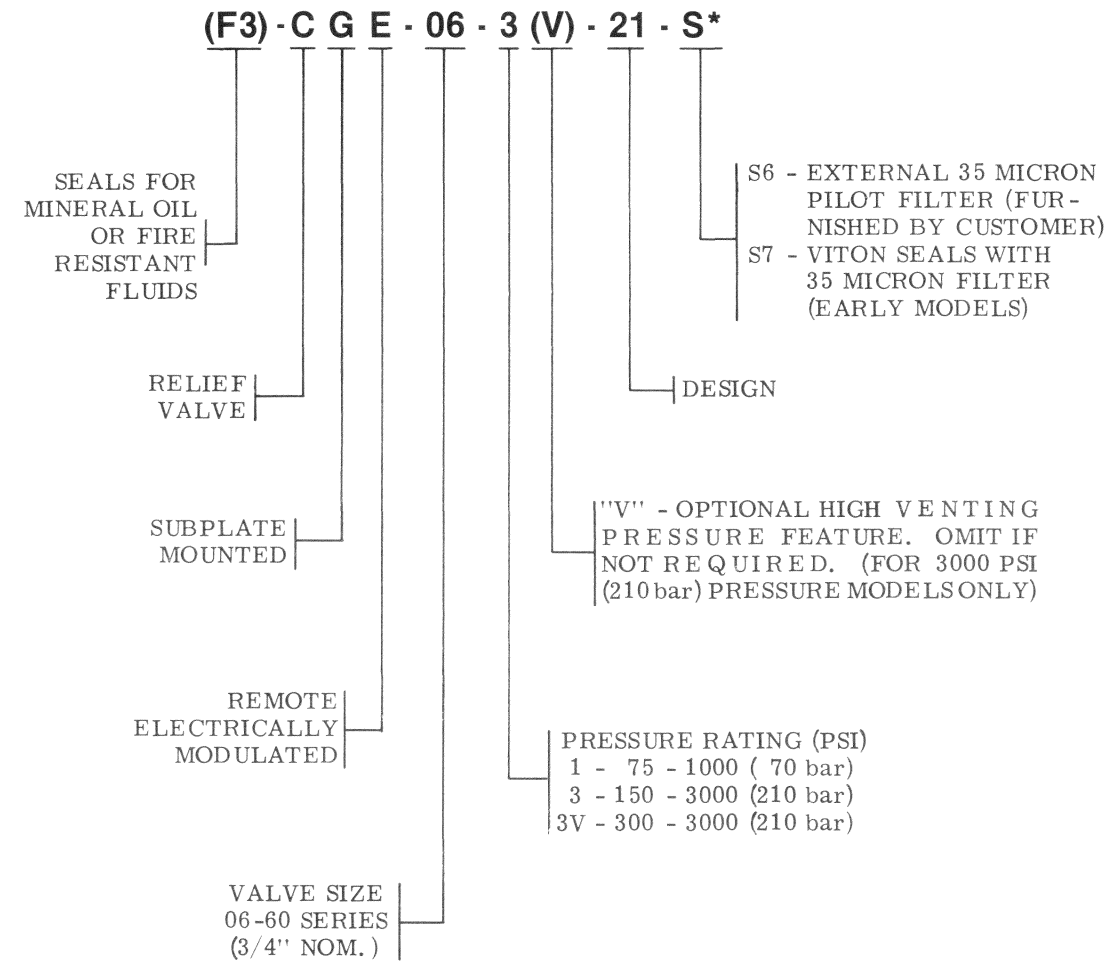 (F3)-CGE-06-3(V)-21-S*
SEALS FOR
MINERAL OIL
OR FIRE
RESISTANT
FLUIDS
S6 - EXTERNAL 35 MICRON
PILOT FILTER (FUR-
NISHED BY CUSTOMER)
S7 - VITON SEALS WITH
35 MICRON FILTER
(EARLY MODELS)
RELIEF
VALVE
DESIGN
SUBPLATE
MOUNTED
"V" - OPTIONAL HIGH VENTING
PRESSURE FEATURE. OMIT IF
NOT REQUIRED. (FOR 3000 PSI
(210 bar) PRESSURE MODELS ONLY)
REMOTE
ELECTRICALLY
MODULATED
PRESSURE RATING (PSI)
1 - 75 - 1000 ( 70 bar)
3 - 150 - 3000 (210 bar)
3V - 300 - 3000 (210 bar)
VALVE SIZE
06-60 SERIES
(3/4" NOM.)